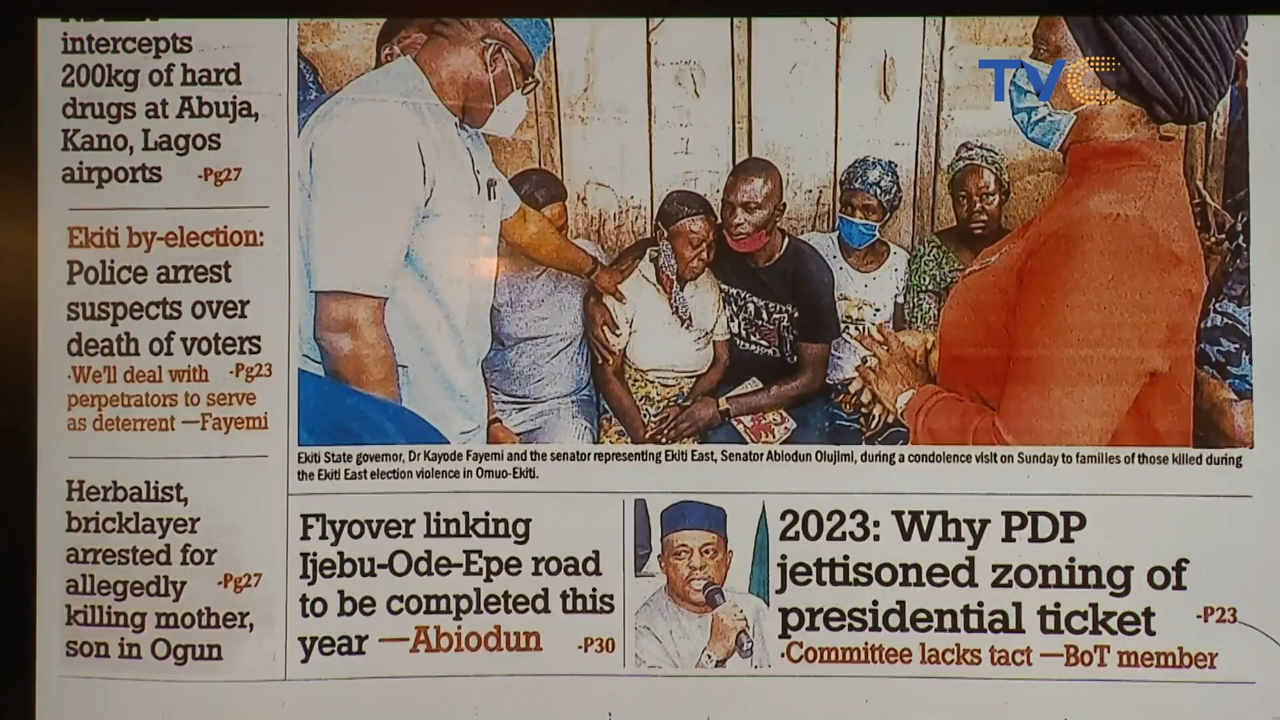 intercepts
200kg of hard
drugs at Abuja,
Kano, Lagos
airports -Pg27
Ekiti by-election:
Police arrest
suspects over
death of voters
·We'll deal with -Pg23
perpetrators to serve
as deterrent —Fayemi
Herbalist,
bricklayer
arrested for
allegedly -Pg27
killing mother,
son in Ogun
TVC
Ekiti State governor, Dr Kayode Fayemi and the senator representing Ekiti East, Senator Abiodun Olujimi, during a condolence visit on Sunday to families of those killed during
the Ekiti East election violence in Omuo-Ekiti.
Flyover linking
Ijebu-Ode-Epe road
to be completed this
year —Abiodun -P30
2023: Why PDP
jettisoned zoning of
presidential ticket -P23
·Committee lacks tact —BoT member